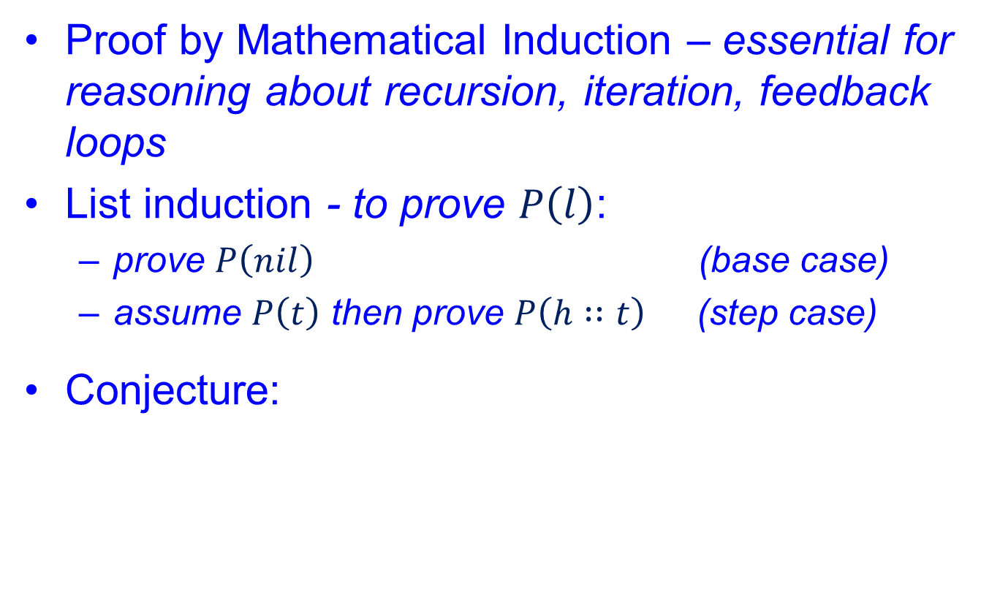 • Proof by Mathematical Induction – essential for
reasoning about recursion, iteration, feedback
loops
• List induction - to prove 𝑃(𝑙):
– prove 𝑃(𝑛𝑖𝑙) (base case)
– assume 𝑃(𝑡) then prove 𝑃(ℎ ∷ 𝑡) (step case)
• Conjecture: